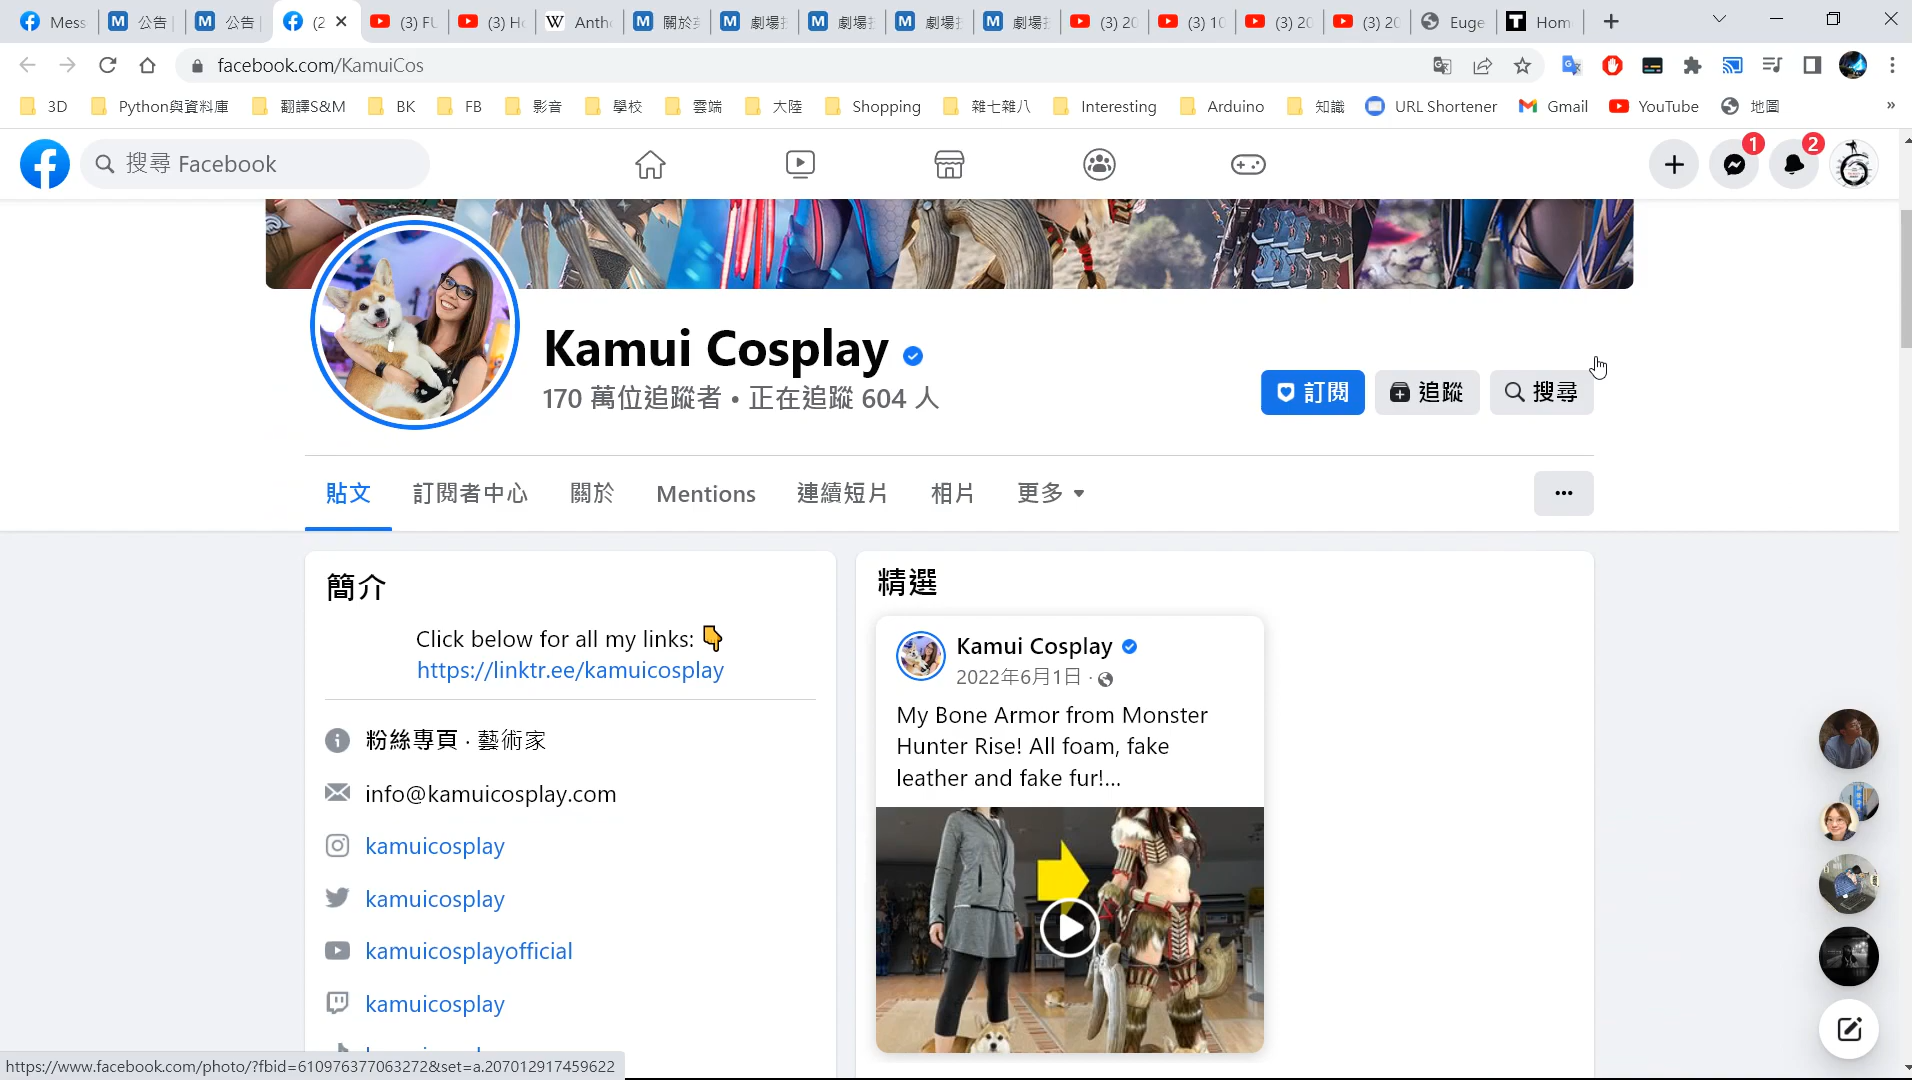 Mess
公告
公告
(2
(3) FU
(3) Ho
Anth
關於
劇場
劇場
劇場
劇場
(3) 20
(3) 10
(3) 20
(3) 20
Euge
Hom
facebook.com/KamuiCos
3D
Python與資料庫
翻譯S&M
BK
FB
影音
學校
雲端
大陸
Shopping
雜七雜八
Interesting
Arduino
知識
URL Shortener
Gmail
YouTube
地圖
»
搜尋 Facebook
1
2
Kamui Cosplay
170 萬位追蹤者 • 正在追蹤 604 人
訂閱
追蹤
搜尋
貼文
訂閱者中心
關於
Mentions
連續短片
相片
更多
簡介
Click below for all my links: 👇
https://linktr.ee/kamuicosplay
粉絲專頁 · 藝術家
info@kamuicosplay.com
kamuicosplay
kamuicosplay
kamuicosplayofficial
kamuicosplay
精選
Kamui Cosplay
2022年6月1日 ·
My Bone Armor from Monster
Hunter Rise! All foam, fake
leather and fake fur!...
https://www.facebook.com/photo/?fbid=610976377063272&set=a.207012917459622